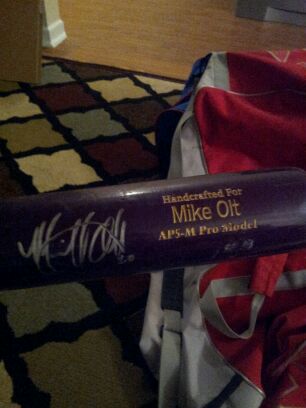 Handcrafted For
Mike Olt
AP5-M Pro Model